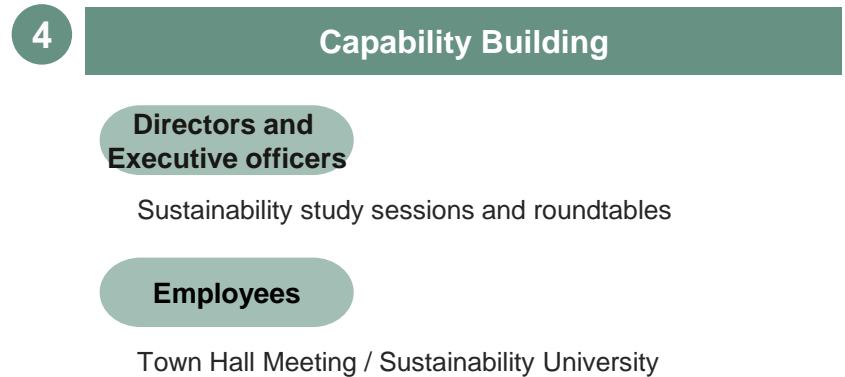 4
Capability Building
Directors and
Executive officers
Sustainability study sessions and roundtables
Employees
Town Hall Meeting / Sustainability University